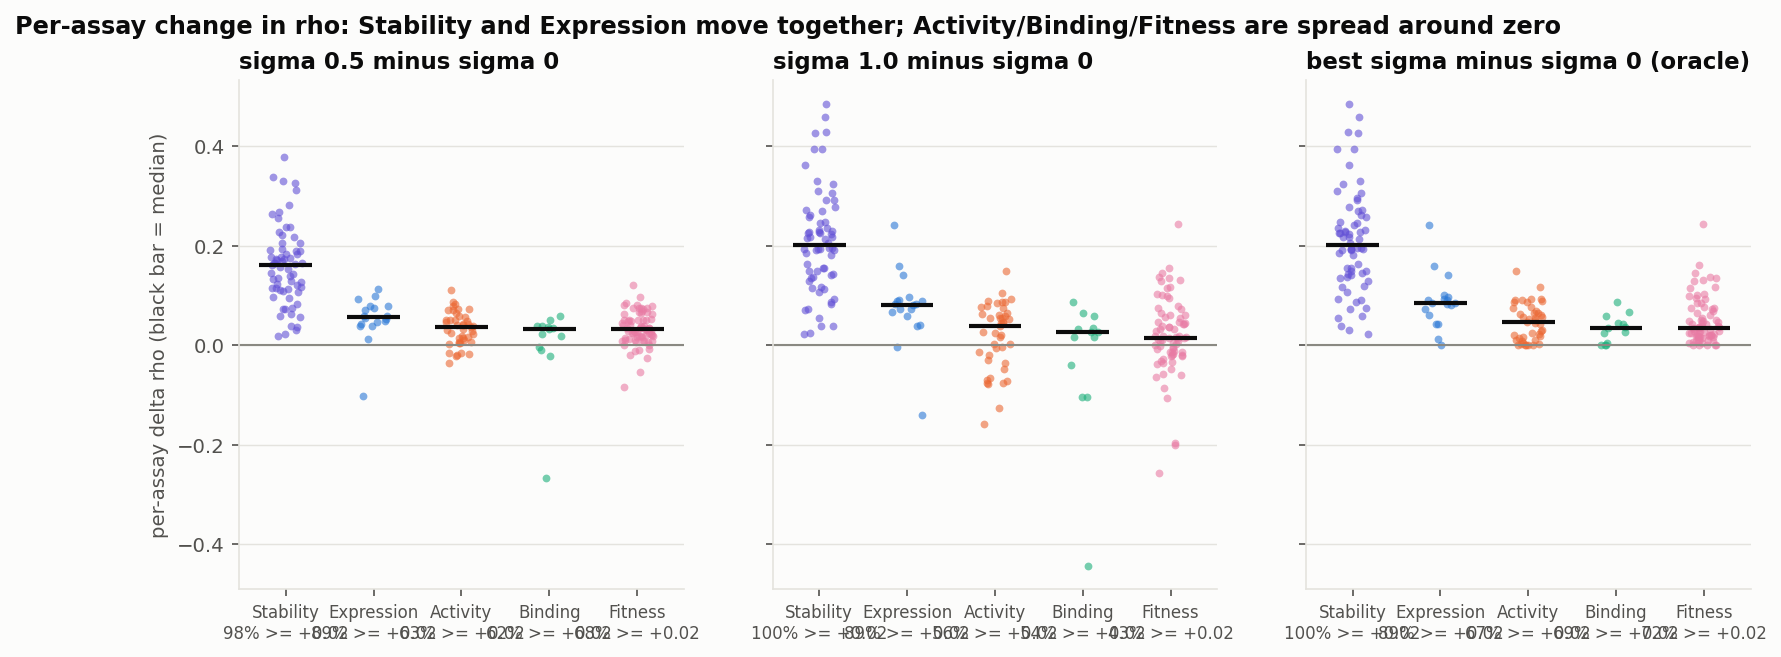 Per-assay change in rho: Stability and Expression move together; Activity/Binding/Fitness are spread around zero
sigma 0.5 minus sigma 0
sigma 1.0 minus sigma 0
best sigma minus sigma 0 (oracle)
per-assay delta rho (black bar = median)
0.4
0.2
0.0
−0.2
−0.4
Stability Expression Activity Binding Fitness
98% >= >= >= >= >= +0.02
Stability Expression Activity Binding Fitness
100% >= >= >= >= >= +0.02
Stability Expression Activity Binding Fitness
100% >= >= >= >= >= +0.02